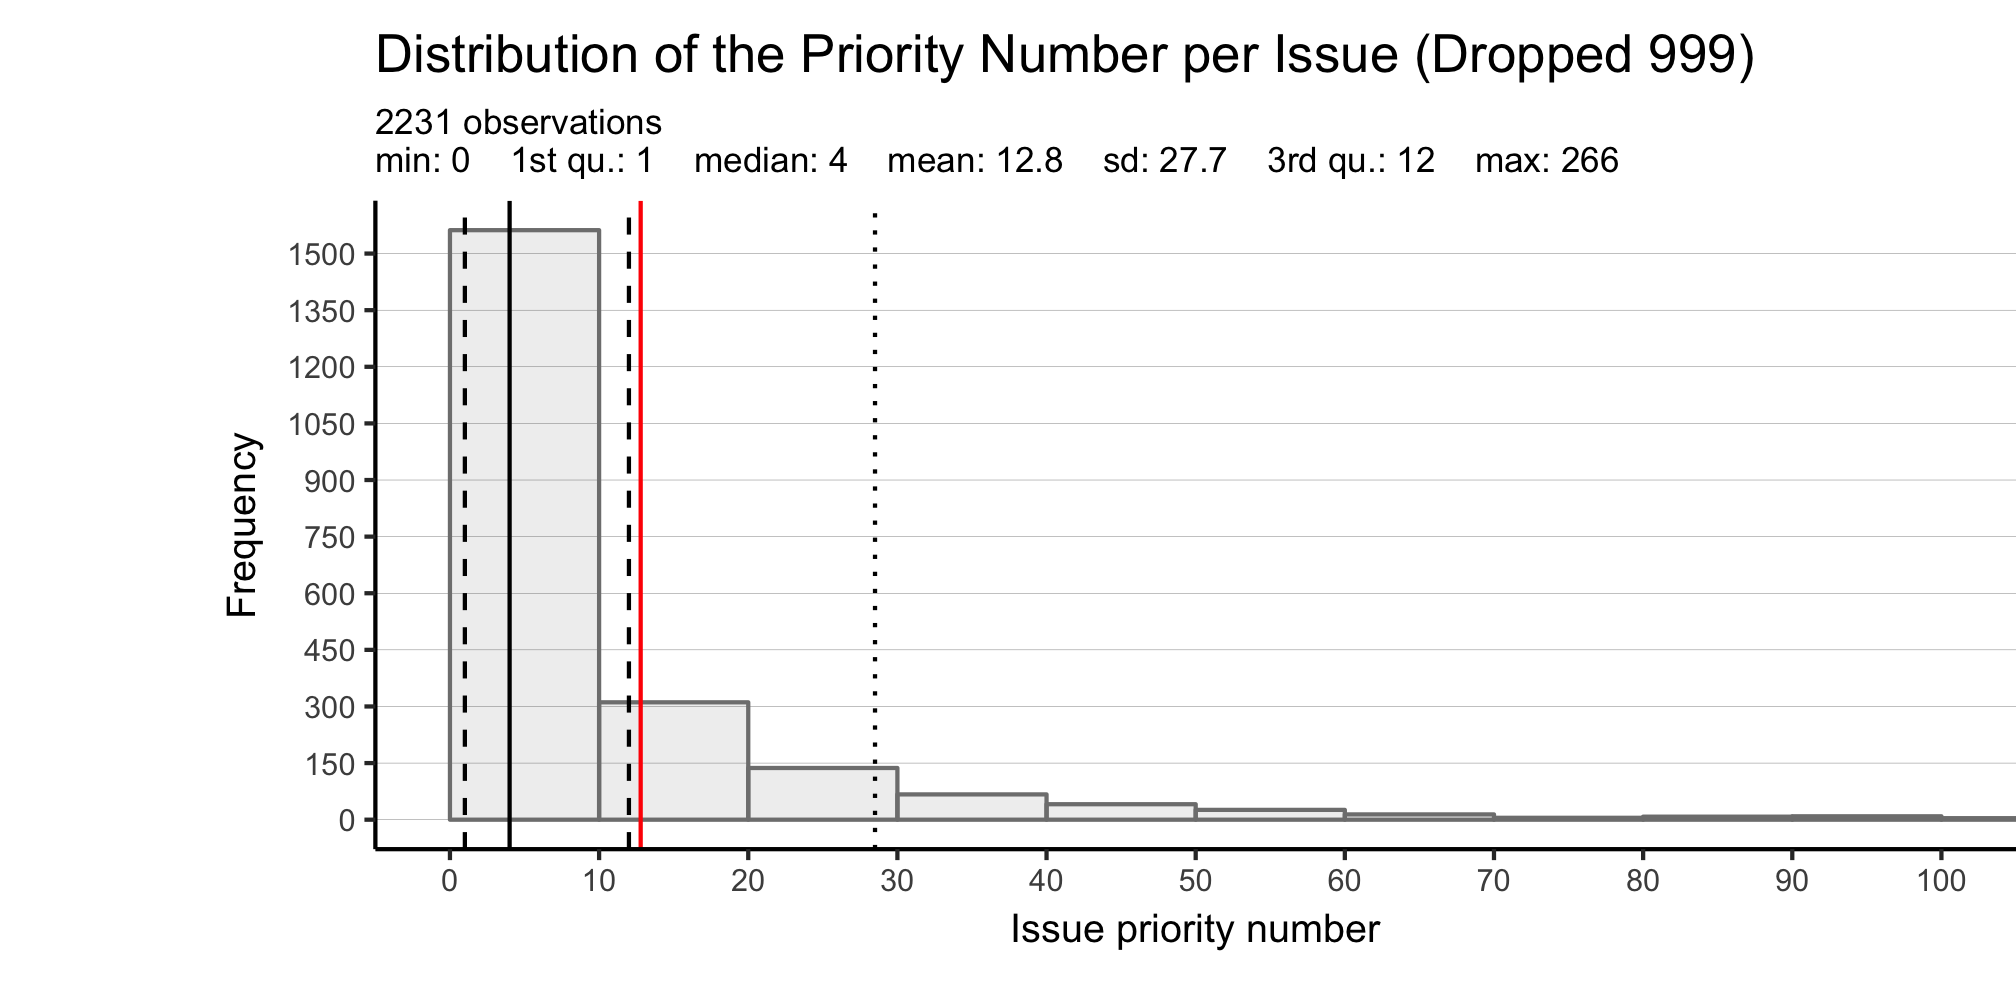 Distribution of the Priority Number per Issue (Dropped 999)
2231 observations
min: 0 1st qu.: 1 median: 4 mean: 12.8 sd: 27.7 3rd qu.: 12 max: 266
1500
1350
1200
1050
900
750
600
450
300
150
0
Frequency
0 10 20 30 40 50 60 70 80 90 100
Issue priority number